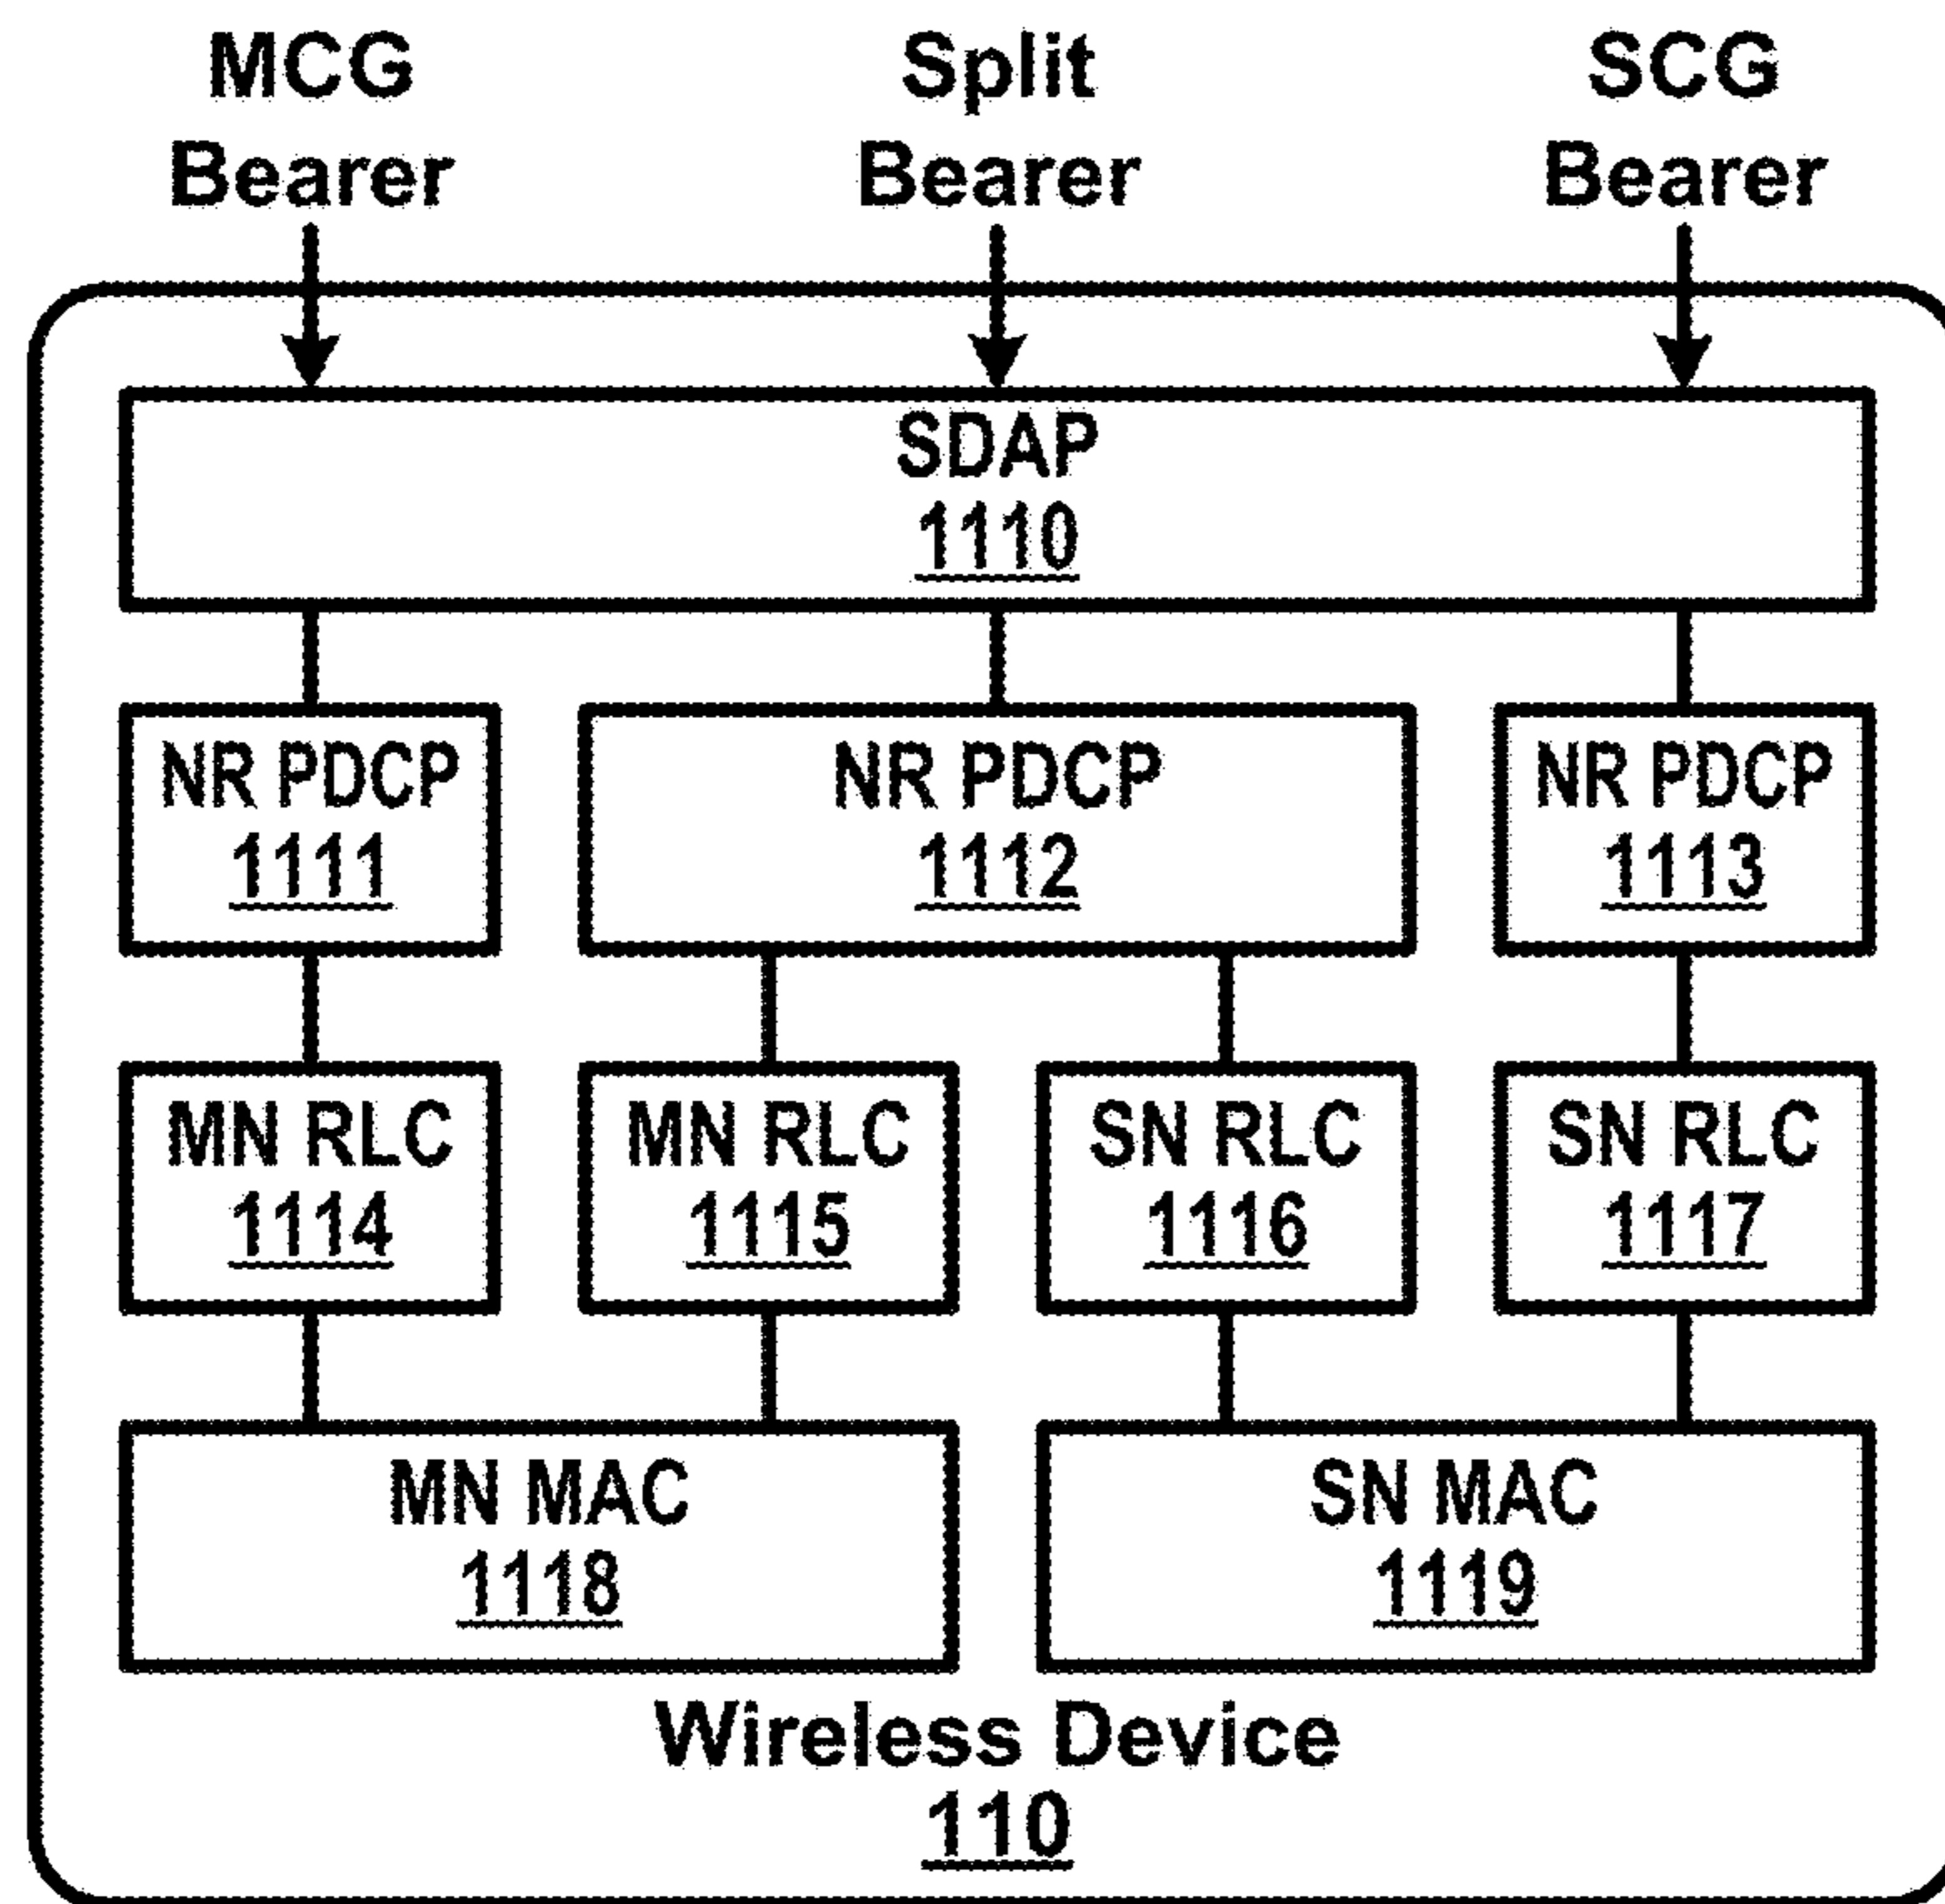 MCG
Bearer
Split
Bearer
SCG
Bearer
SDAP
1110
NR PDCP
1111
NR PDCP
1112
NR PDCP
1113
MN RLC
1114
MN RLC
1115
SN RLC
1116
SN RLC
1117
MN MAC
1118
SN MAC
1119
Wireless Device
110